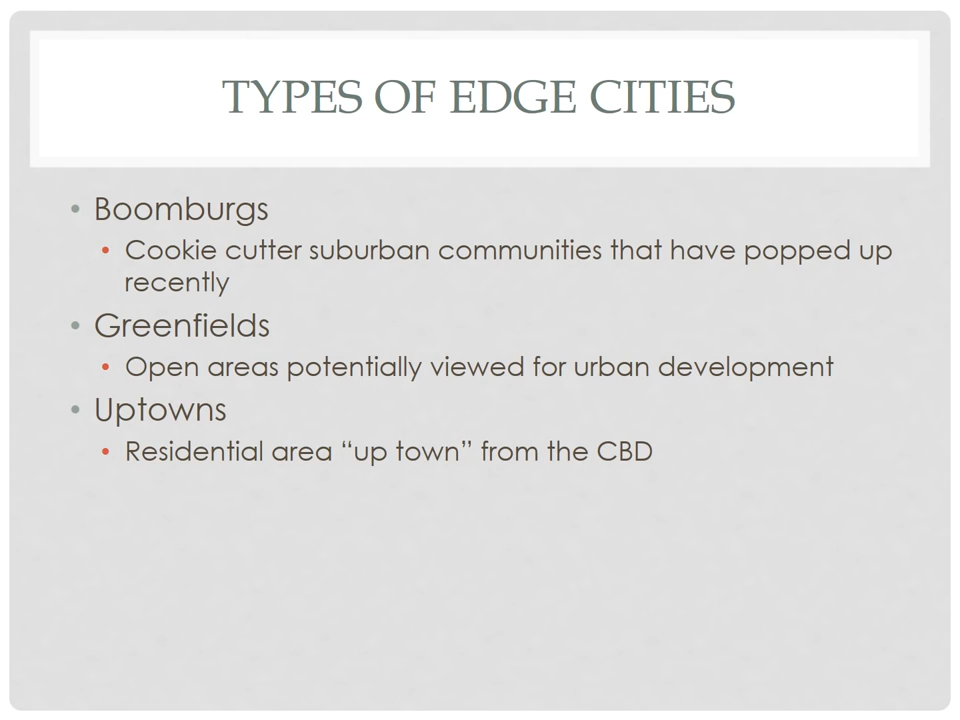 TYPES OF EDGE CITIES
• Boomburgs
• Cookie cutter suburban communities that have popped up
recently
• Greenfields
• Open areas potentially viewed for urban development
• Uptowns
• Residential area “up town” from the CBD